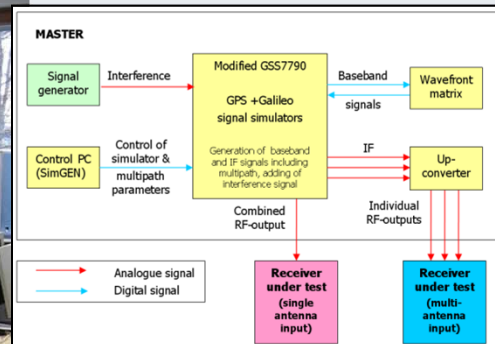 MASTER
Signal
generator
Interference
Modified GSS7790
GPS +Galileo
signal simulators
Generation of baseband
and IF signals including
multipath, adding of
interference signal
Baseband
signals
Wavefront
matrix
Control PC
(SimGEN)
Control of
simulator &
multipath
parameters
IF
Up-
converter
Combined
RF-output
Individual
RF-outputs
Analogue signal
Digital signal
Receiver
under test
(single
antenna
input)
Receiver
under test
(multi-
antenna
input)